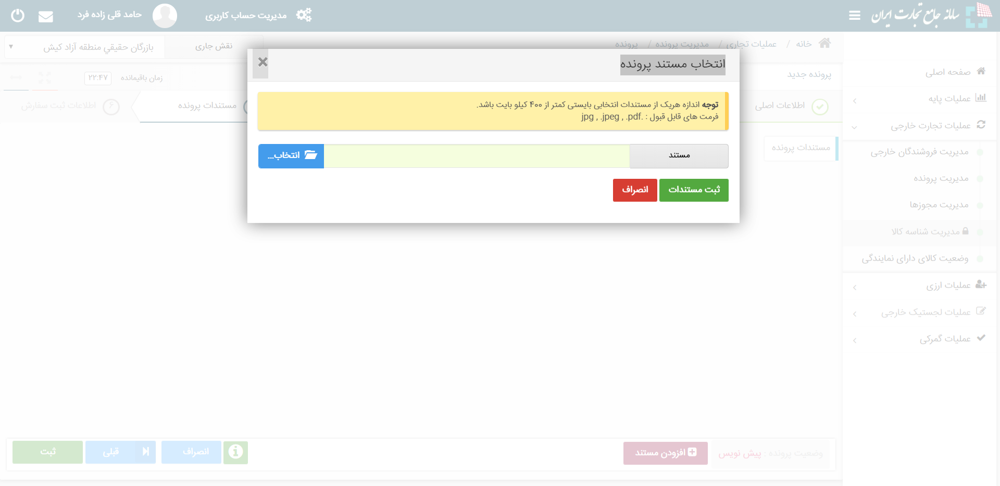 سامانه جامع تجارت ایران
مدیریت حساب کاربری
حامد قلی زاده فرد
خانه / عملیات تجاری / مدیریت پرونده / پرونده
نقش جاری
بازرگان حقيقي منطقه آزاد کیش
پرونده جدید
زمان باقیمانده
۲۲:۴۷
اطلاعات اصلی
مستندات پرونده
۶ اطلاعات ثبت سفارش
مستندات پرونده
انتخاب مستند پرونده
توجه اندازه هریک از مستندات انتخابی بایستی کمتر از ۴۰۰ کیلو بایت باشد.
فرمت های قابل قبول : .jpg , .jpeg , .pdf
مستند
انتخاب...
ثبت مستندات
انصراف
صفحه اصلی
عملیات پایه
عملیات تجارت خارجی
مدیریت فروشندگان خارجی
مدیریت پرونده
مدیریت مجوزها
مدیریت شناسه کالا
وضعیت کالای دارای نمایندگی
عملیات ارزی
عملیات لجستیک خارجی
عملیات گمرکی
وضعیت پرونده : پیش نویس
افزودن مستند
انصراف
قبلی
ثبت